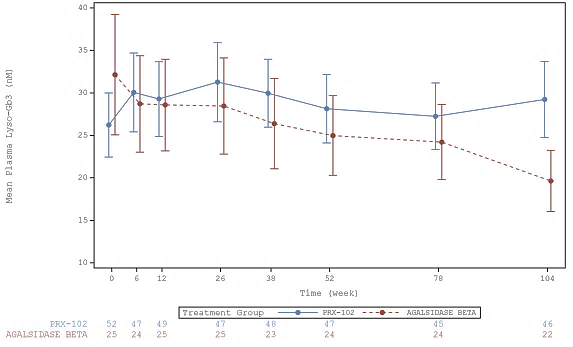 40
35
30
25
20
15
10
Mean Plasma Lyso-Gb3 (nM)
0 6 12 26 38 52 78 104
Time (week)
Treatment Group PRX-102 AGALSIDASE BETA
PRX-102 52 47 49 47 48 47 45 46
AGALSIDASE BETA 25 24 25 25 23 24 24 22